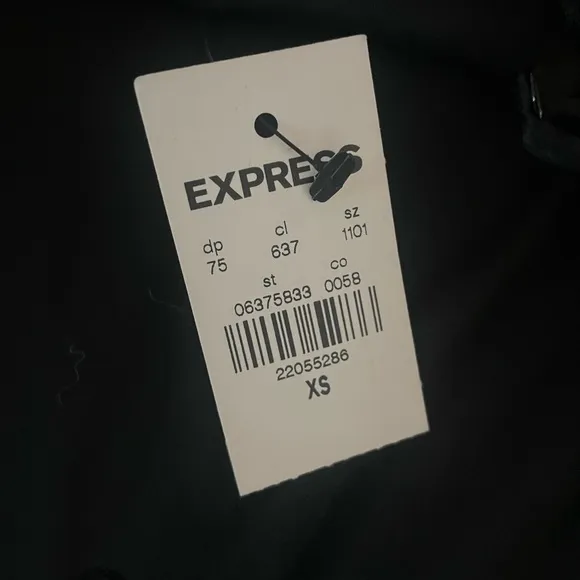 EXPRESS
dp cl sz
75 637 1101
st co
06375833 0058
22055286
XS